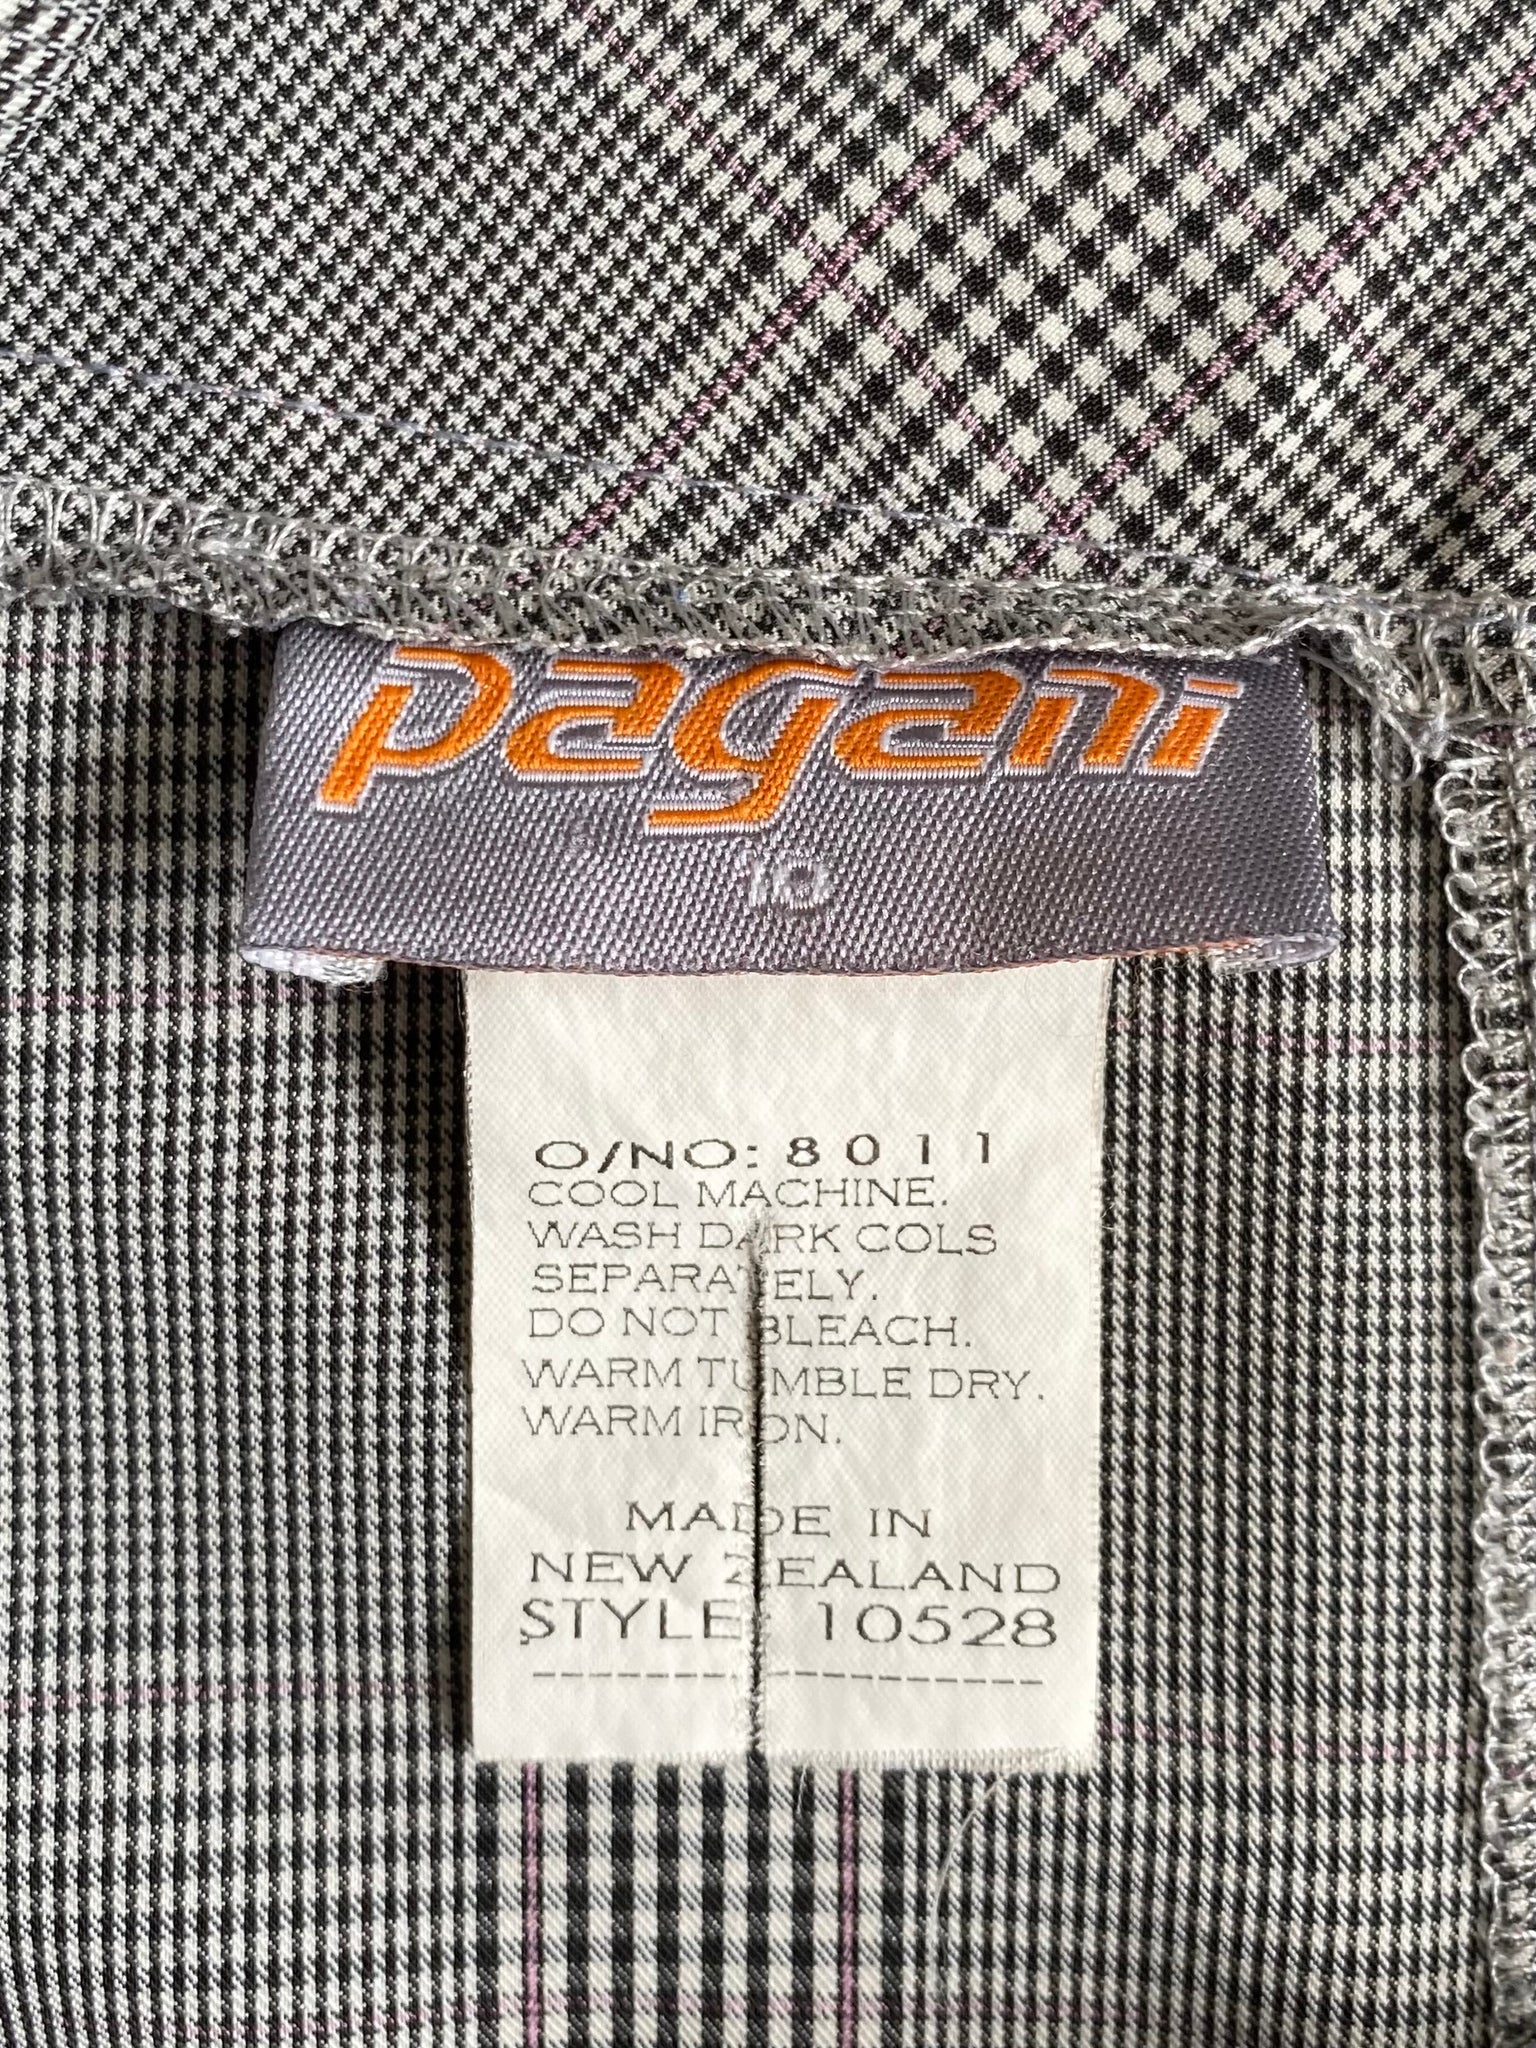 pagani
10
O/NO: 8011
COOL MACHINE.
WASH DARK COLS
SEPARATELY.
DO NOT BLEACH.
WARM TUMBLE DRY.
WARM IRON.
MADE IN
NEW ZEALAND
STYLE: 10528